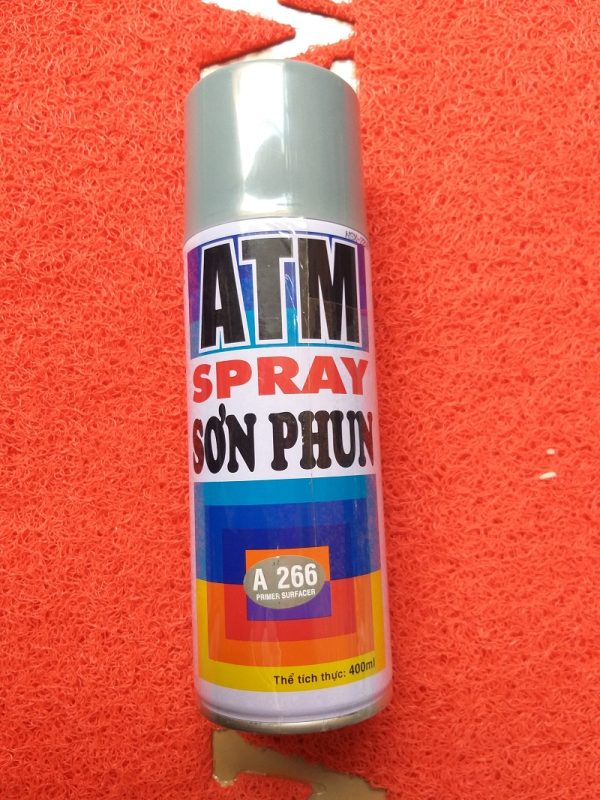 ATM
SPRAY
SƠN PHUN
A 266
PRIMER SURFACER
Thể tích thực: 400ml